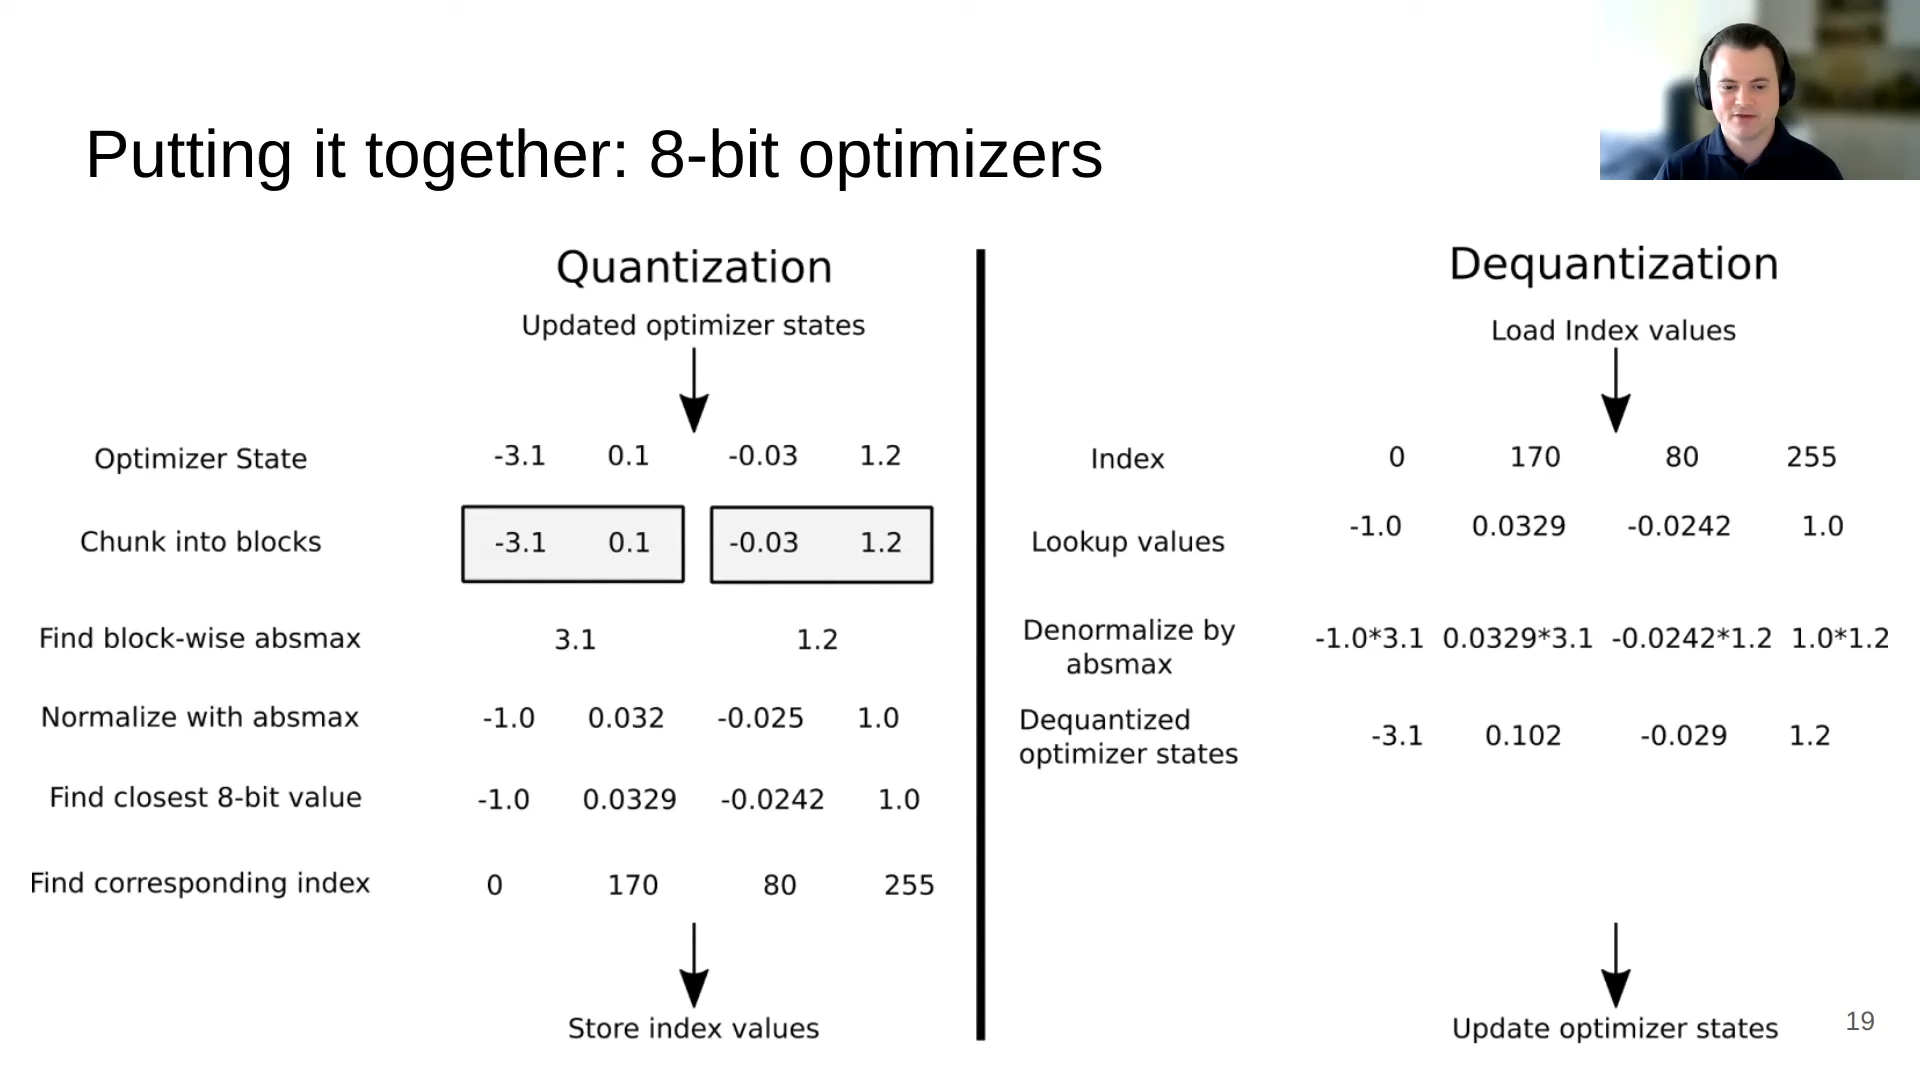 Putting it together: 8-bit optimizers
Quantization
Updated optimizer states
Optimizer State -3.1 0.1 -0.03 1.2
Chunk into blocks -3.1 0.1 -0.03 1.2
Find block-wise absmax 3.1 1.2
Normalize with absmax -1.0 0.032 -0.025 1.0
Find closest 8-bit value -1.0 0.0329 -0.0242 1.0
Find corresponding index 0 170 80 255
Store index values
Dequantization
Load Index values
Index 0 170 80 255
Lookup values -1.0 0.0329 -0.0242 1.0
Denormalize by
absmax
-1.0*3.1 0.0329*3.1 -0.0242*1.2 1.0*1.2
Dequantized
optimizer states
-3.1 0.102 -0.029 1.2
Update optimizer states
19